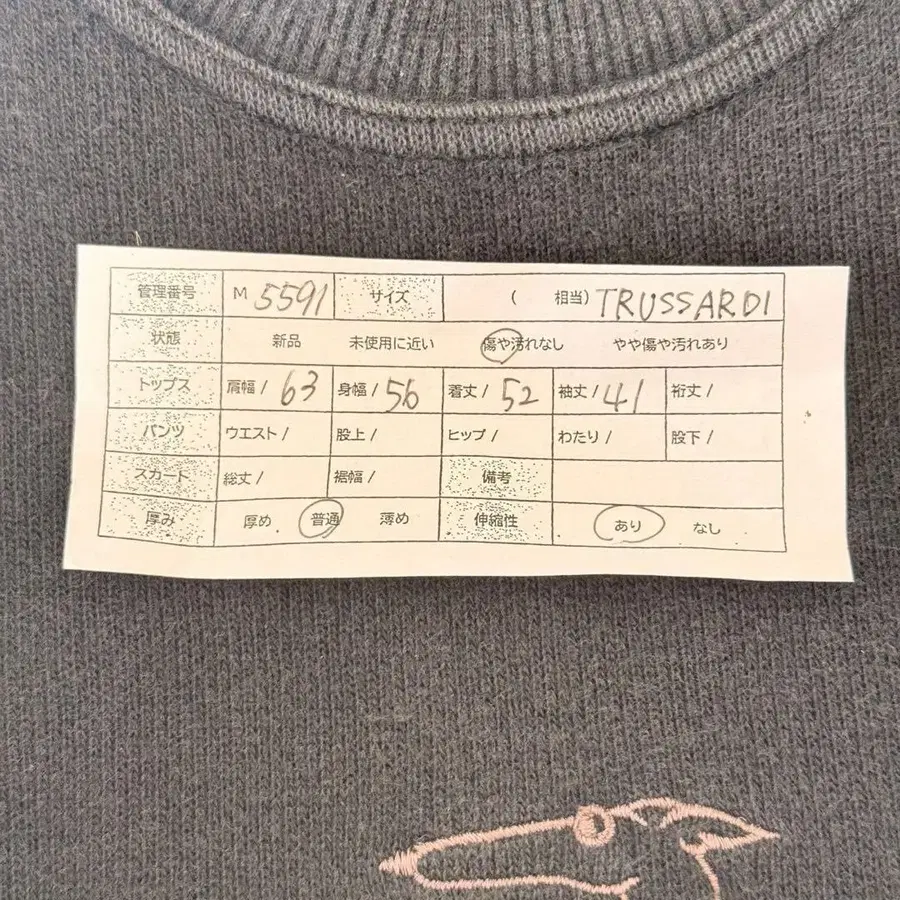 管理番号 M 5591 サイズ ( 相当) TRUSSARDI
状態 新品 未使用に近い 傷や汚れなし やや傷や汚れあり
トップス 肩幅 / 63 身幅 / 56 着丈 / 52 袖丈 / 41 裄丈 /
パンツ ウエスト / 股上 / ヒップ / わたり / 股下 /
スカート 総丈 / 裾幅 / 備考
厚み 厚め 普通 薄め 伸縮性 あり なし